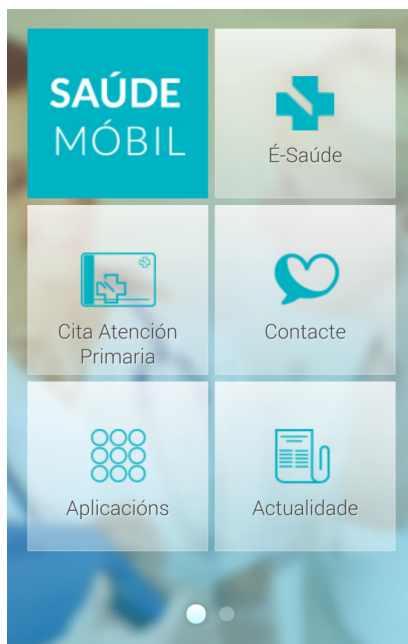 SAÚDE
MÓBIL
É-Saúde
Cita Atención
Primaria
Contacte
Aplicacións
Actualidade